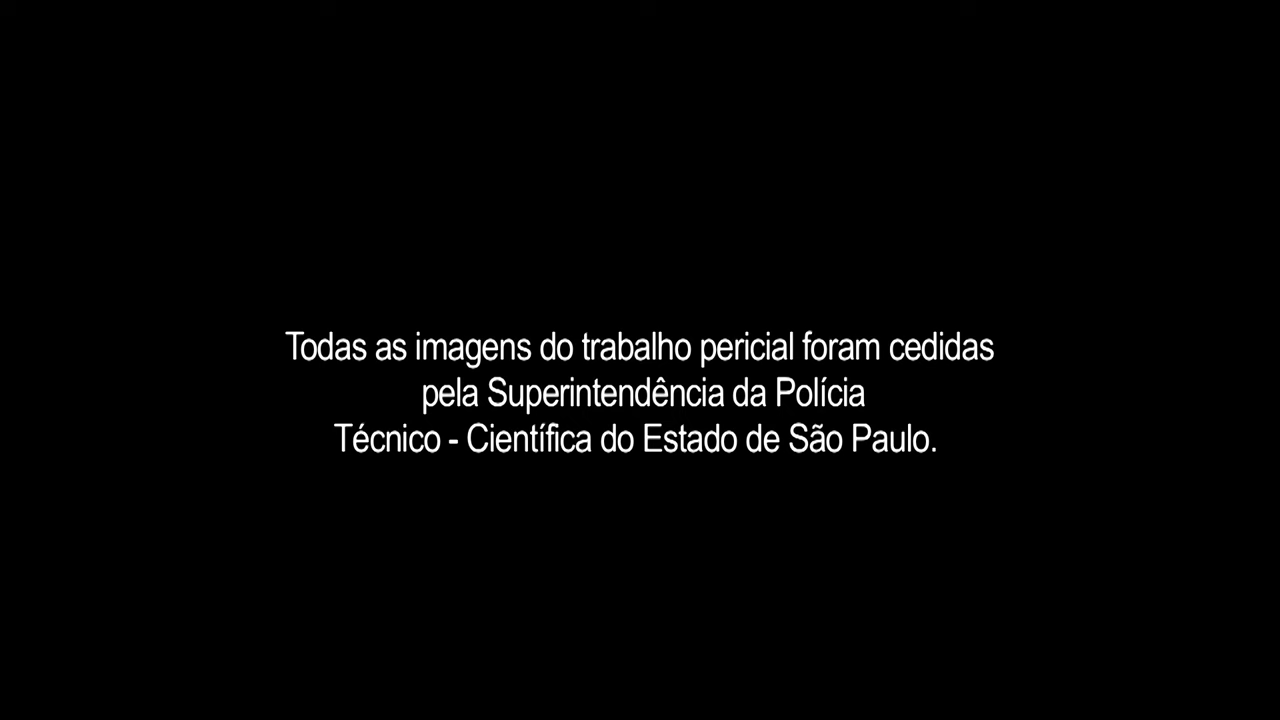 Todas as imagens do trabalho pericial foram cedidas
pela Superintendência da Polícia
Técnico - Científica do Estado de São Paulo.